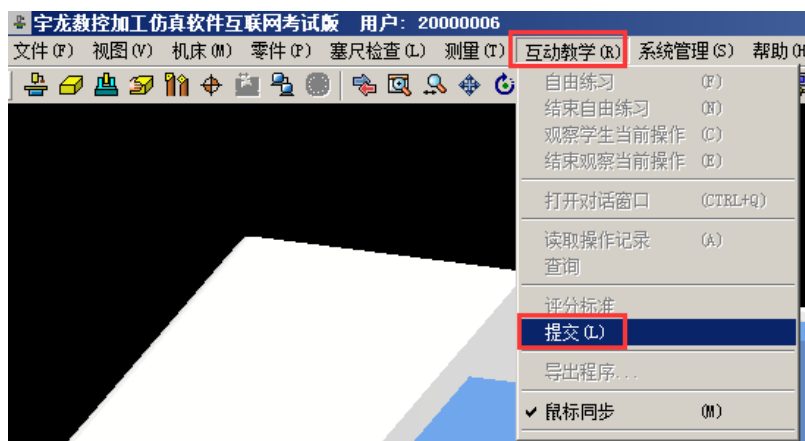 宇龙数控加工仿真软件互联网考试版 用户: 20000006
文件(F) 视图(V) 机床(M) 零件(P) 塞尺检查(L) 测量(T) 互动教学(R) 系统管理(S) 帮助(H
自由练习 (F)
结束自由练习 (N)
观察学生当前操作 (C)
结束观察当前操作 (E)
打开对话窗口 (CTRL+Q)
读取操作记录 (A)
查询
评分标准
提交(L)
导出程序...
鼠标同步 (M)